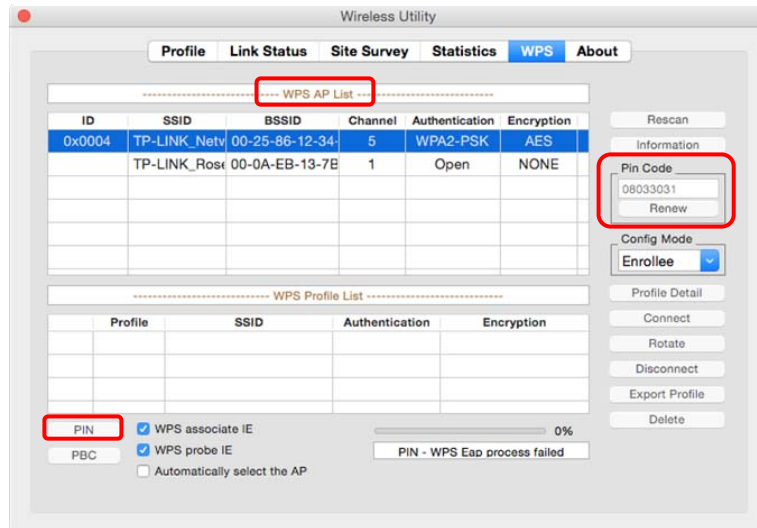 Wireless Utility
Profile Link Status Site Survey Statistics WPS About
WPS AP List
ID SSID BSSID Channel Authentication Encryption
0x0004 TP-LINK_Netw 00-25-86-12-34- 5 WPA2-PSK AES
TP-LINK_Rose 00-0A-EB-13-7B 1 Open NONE
Rescan
Information
Pin Code
08033031
Renew
Config Mode
Enrollee
WPS Profile List
Profile SSID Authentication Encryption
Profile Detail
Connect
Rotate
Disconnect
Export Profile
Delete
PIN
PBC
WPS associate IE
WPS probe IE
Automatically select the AP
0%
PIN - WPS Eap process failed